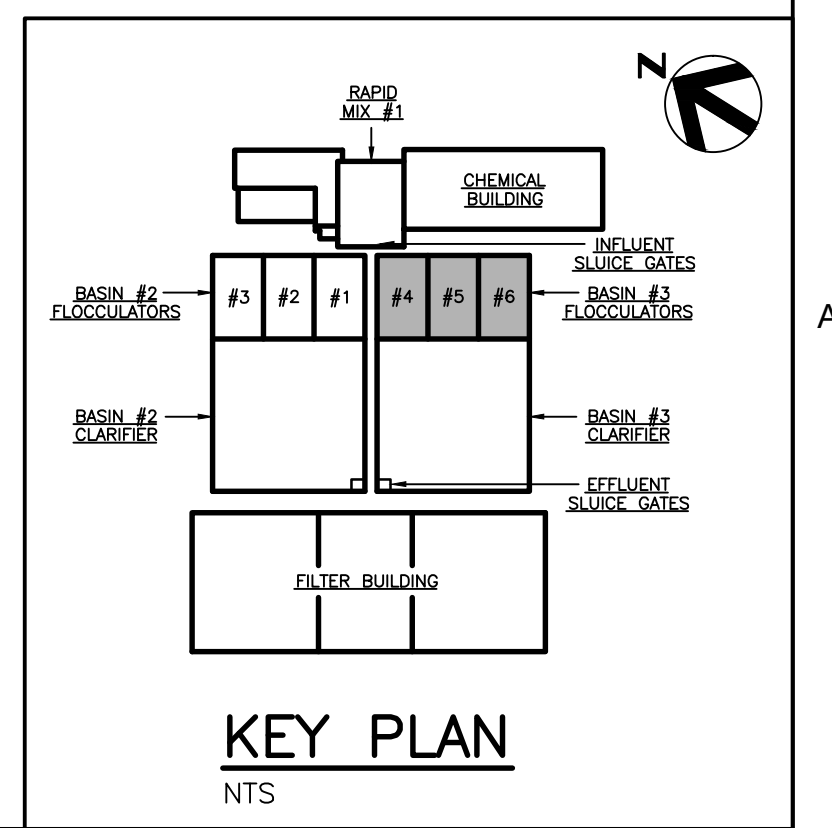 N
RAPID
MIX #1
CHEMICAL
BUILDING
INFLUENT
SLUICE GATES
BASIN #2
FLOCCULATORS
#3 #2 #1 #4 #5 #6
BASIN #3
FLOCCULATORS
A
BASIN #2
CLARIFIER
BASIN #3
CLARIFIER
EFFLUENT
SLUICE GATES
FILTER BUILDING
KEY PLAN
NTS